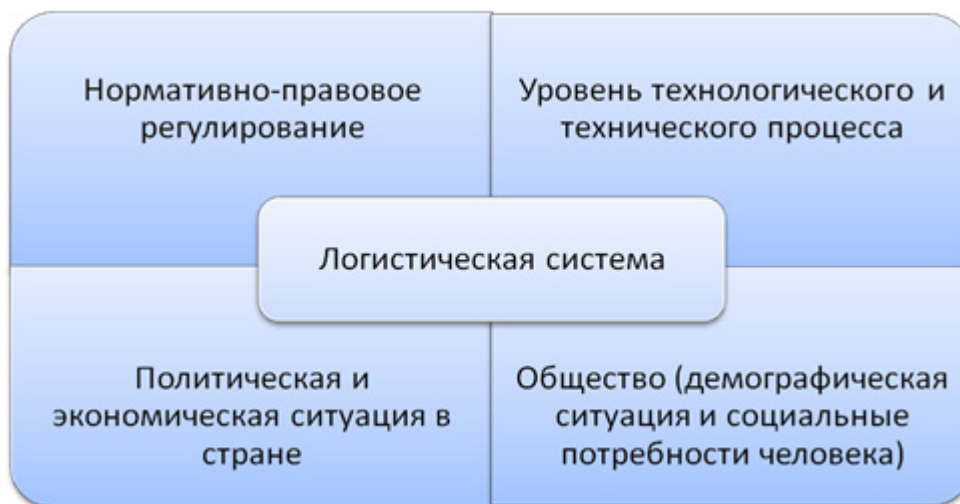 Нормативно-правовое
регулирование
Уровень технологического и
технического процесса
Логистическая система
Политическая и
экономическая ситуация в
стране
Общество (демографическая
ситуация и социальные
потребности человека)